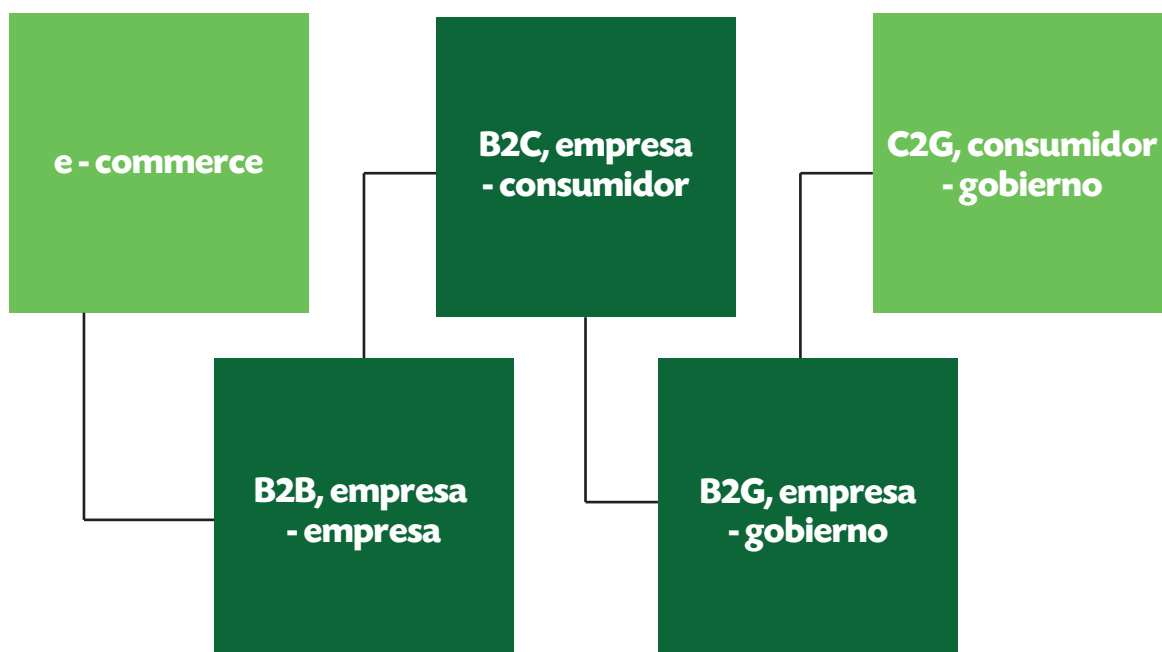 e - commerce
B2B, empresa
- empresa
B2C, empresa
- consumidor
B2G, empresa
- gobierno
C2G, consumidor
- gobierno